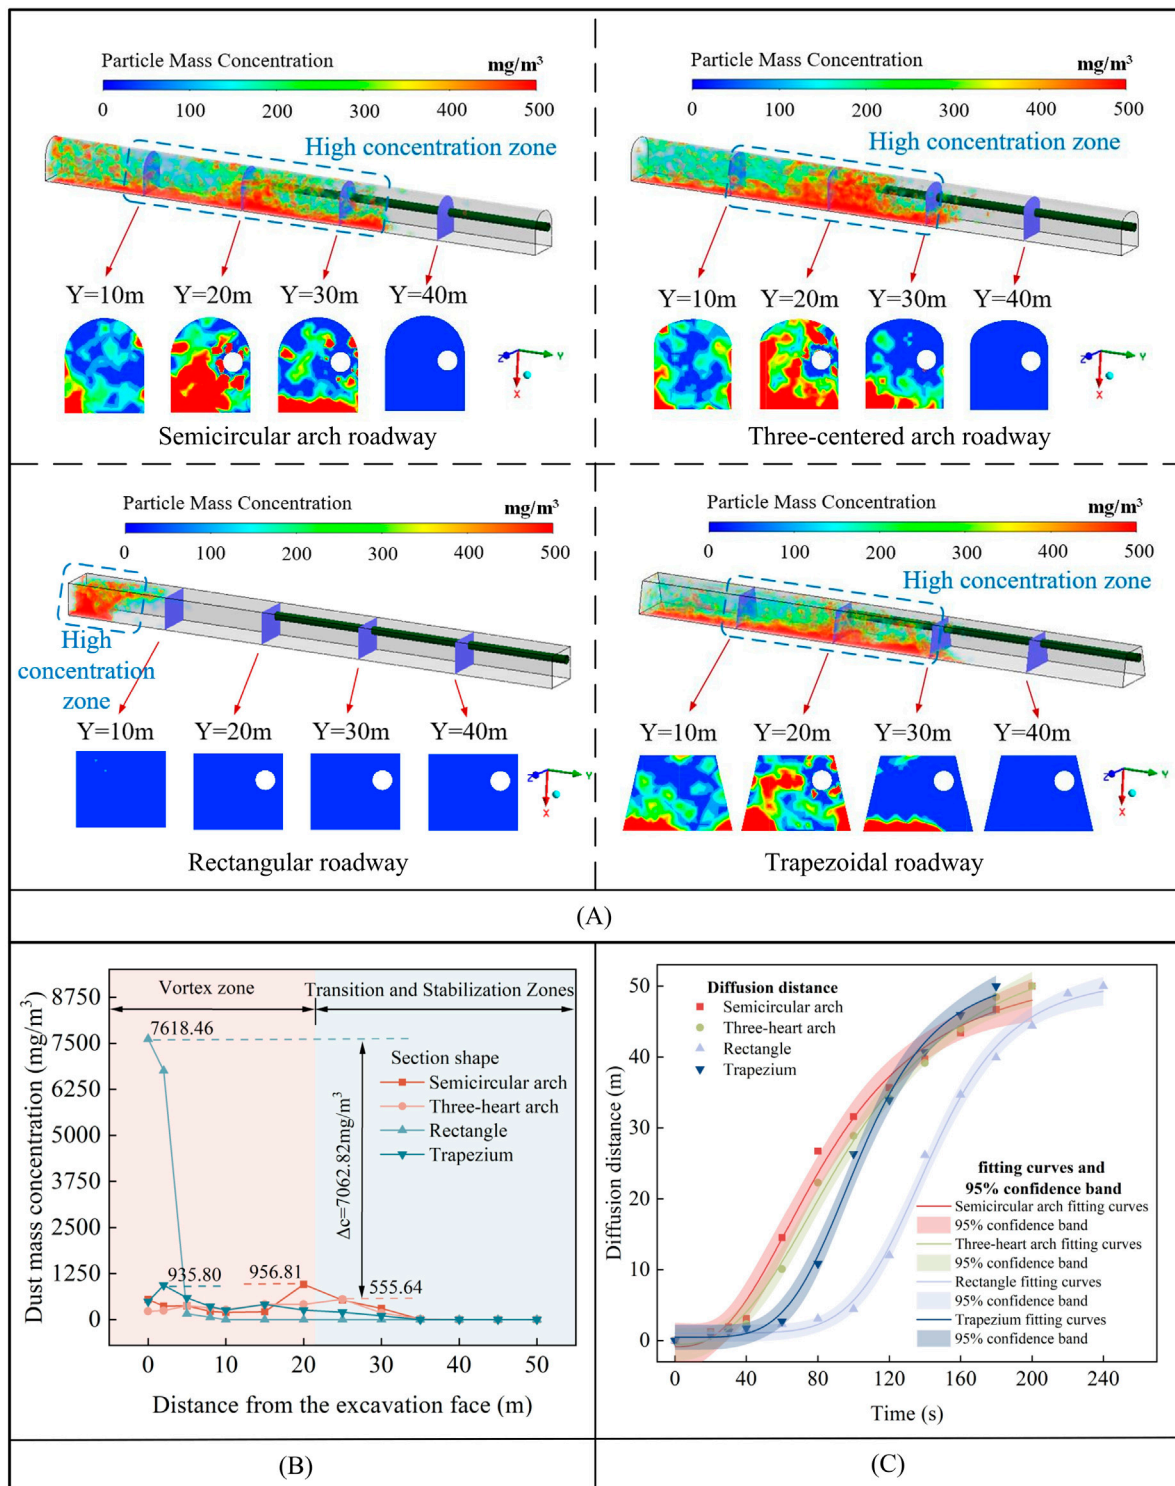 Particle Mass Concentration mg/m³
0 100 200 300 400 500
High concentration zone
Y=10m Y=20m Y=30m Y=40m
Z Y X
Semicircular arch roadway
Particle Mass Concentration mg/m³
0 100 200 300 400 500
High concentration zone
Y=10m Y=20m Y=30m Y=40m
Z Y X
Three-centered arch roadway
Particle Mass Concentration mg/m³
0 100 200 300 400 500
High
concentration
zone
Y=10m Y=20m Y=30m Y=40m
Z Y X
Rectangular roadway
Particle Mass Concentration mg/m³
0 100 200 300 400 500
High concentration zone
Y=10m Y=20m Y=30m Y=40m
Z Y X
Trapezoidal roadway
(A)
Dust mass concentration (mg/m³)
8750
7500
6250
5000
3750
2500
1250
0
Vortex zone
Transition and Stabilization Zones
7618.46
Section shape
Semicircular arch
Three-heart arch
Rectangle
Trapezium
Δc=7062.82mg/m³
935.80
956.81
555.64
0 10 20 30 40 50
Distance from the excavation face (m)
(B)
Diffusion distance (m)
50
40
30
20
10
0
Diffusion distance
Semicircular arch
Three-heart arch
Rectangle
Trapezium
fitting curves and
95% confidence band
Semicircular arch fitting curves
95% confidence band
Three-heart arch fitting curves
95% confidence band
Rectangle fitting curves
95% confidence band
Trapezium fitting curves
95% confidence band
0 40 80 120 160 200 240
Time (s)
(C)